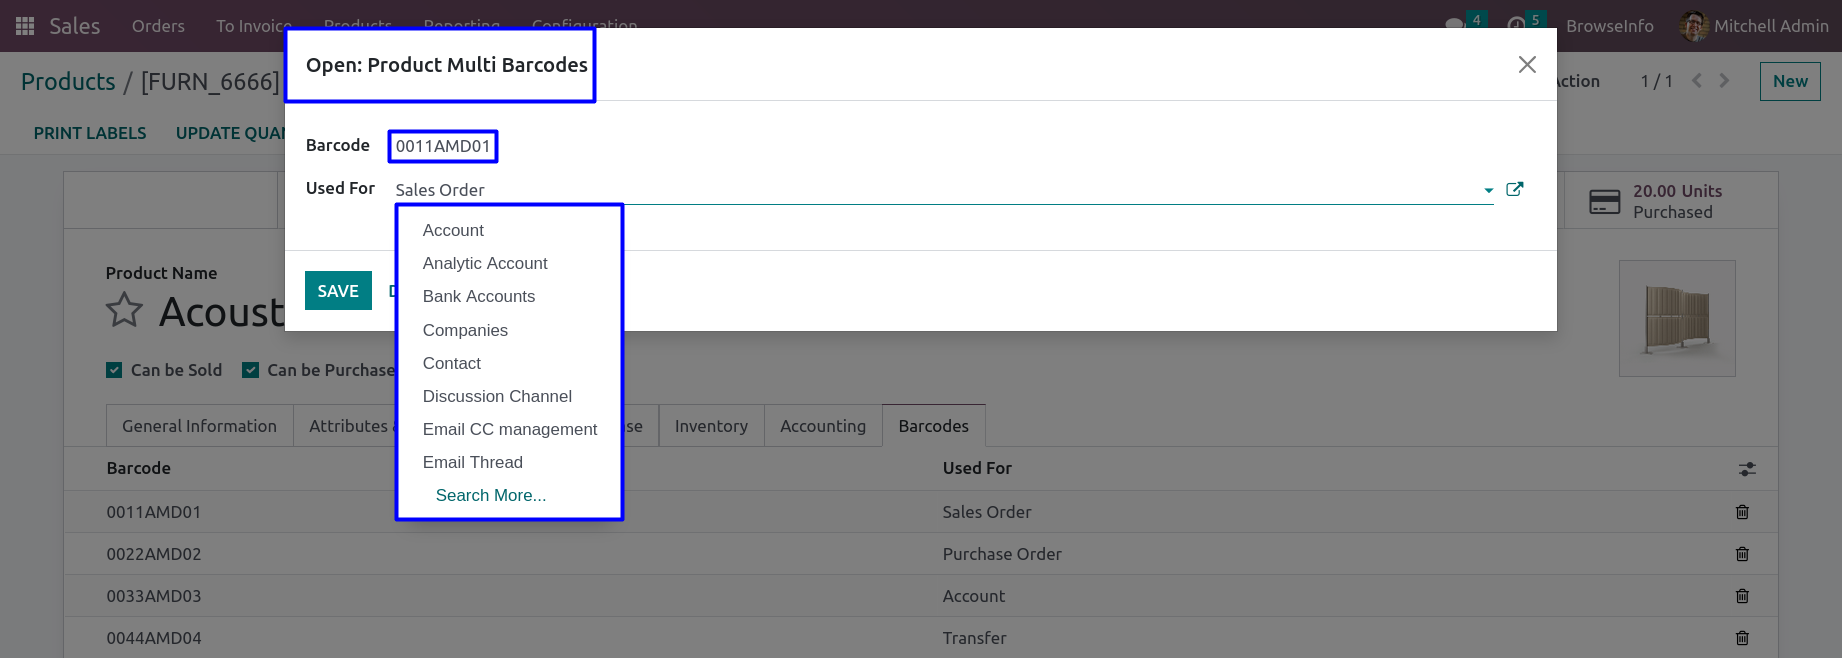 Sales Orders To Invoice Products Reporting Configuration 4 5 BrowseInfo Mitchell Admin
Open: Product Multi Barcodes
Products / [FURN_6666] Action 1 / 1 New
PRINT LABELS UPDATE QUAN
Barcode 0011AMD01
Used For Sales Order
20.00 Units
Purchased
Account
Analytic Account
Bank Accounts
Companies
Contact
Discussion Channel
Email CC management
Email Thread
Search More...
SAVE
Product Name
Acoust
Can be Sold Can be Purchase
General Information Attributes Inventory Accounting Barcodes
Barcode Used For
0011AMD01 Sales Order
0022AMD02 Purchase Order
0033AMD03 Account
0044AMD04 Transfer